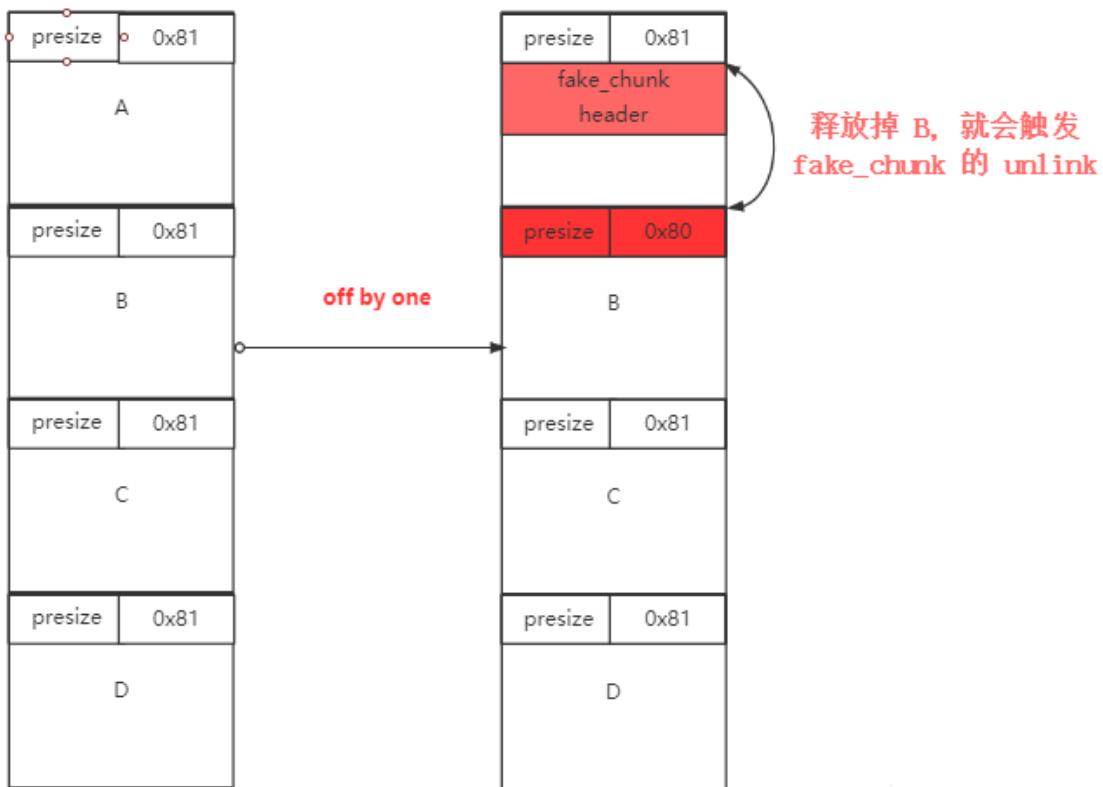 presize 0x81
A
presize 0x81
B
presize 0x81
C
presize 0x81
D
off by one
presize 0x81
fake_chunk
header
presize 0x80
B
presize 0x81
C
presize 0x81
D
释放掉 B，就会触发
fake_chunk 的 unlink